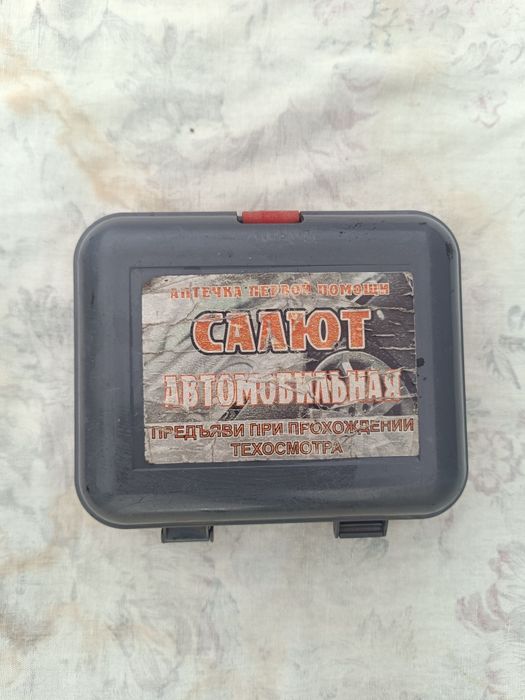 АПТЕЧКА ПЕРВОЙ ПОМОЩИ
САЛЮТ
АВТОМОБИЛЬНАЯ
ПРЕДЪЯВИ ПРИ ПРОХОЖДЕНИИ
ТЕХОСМОТРА